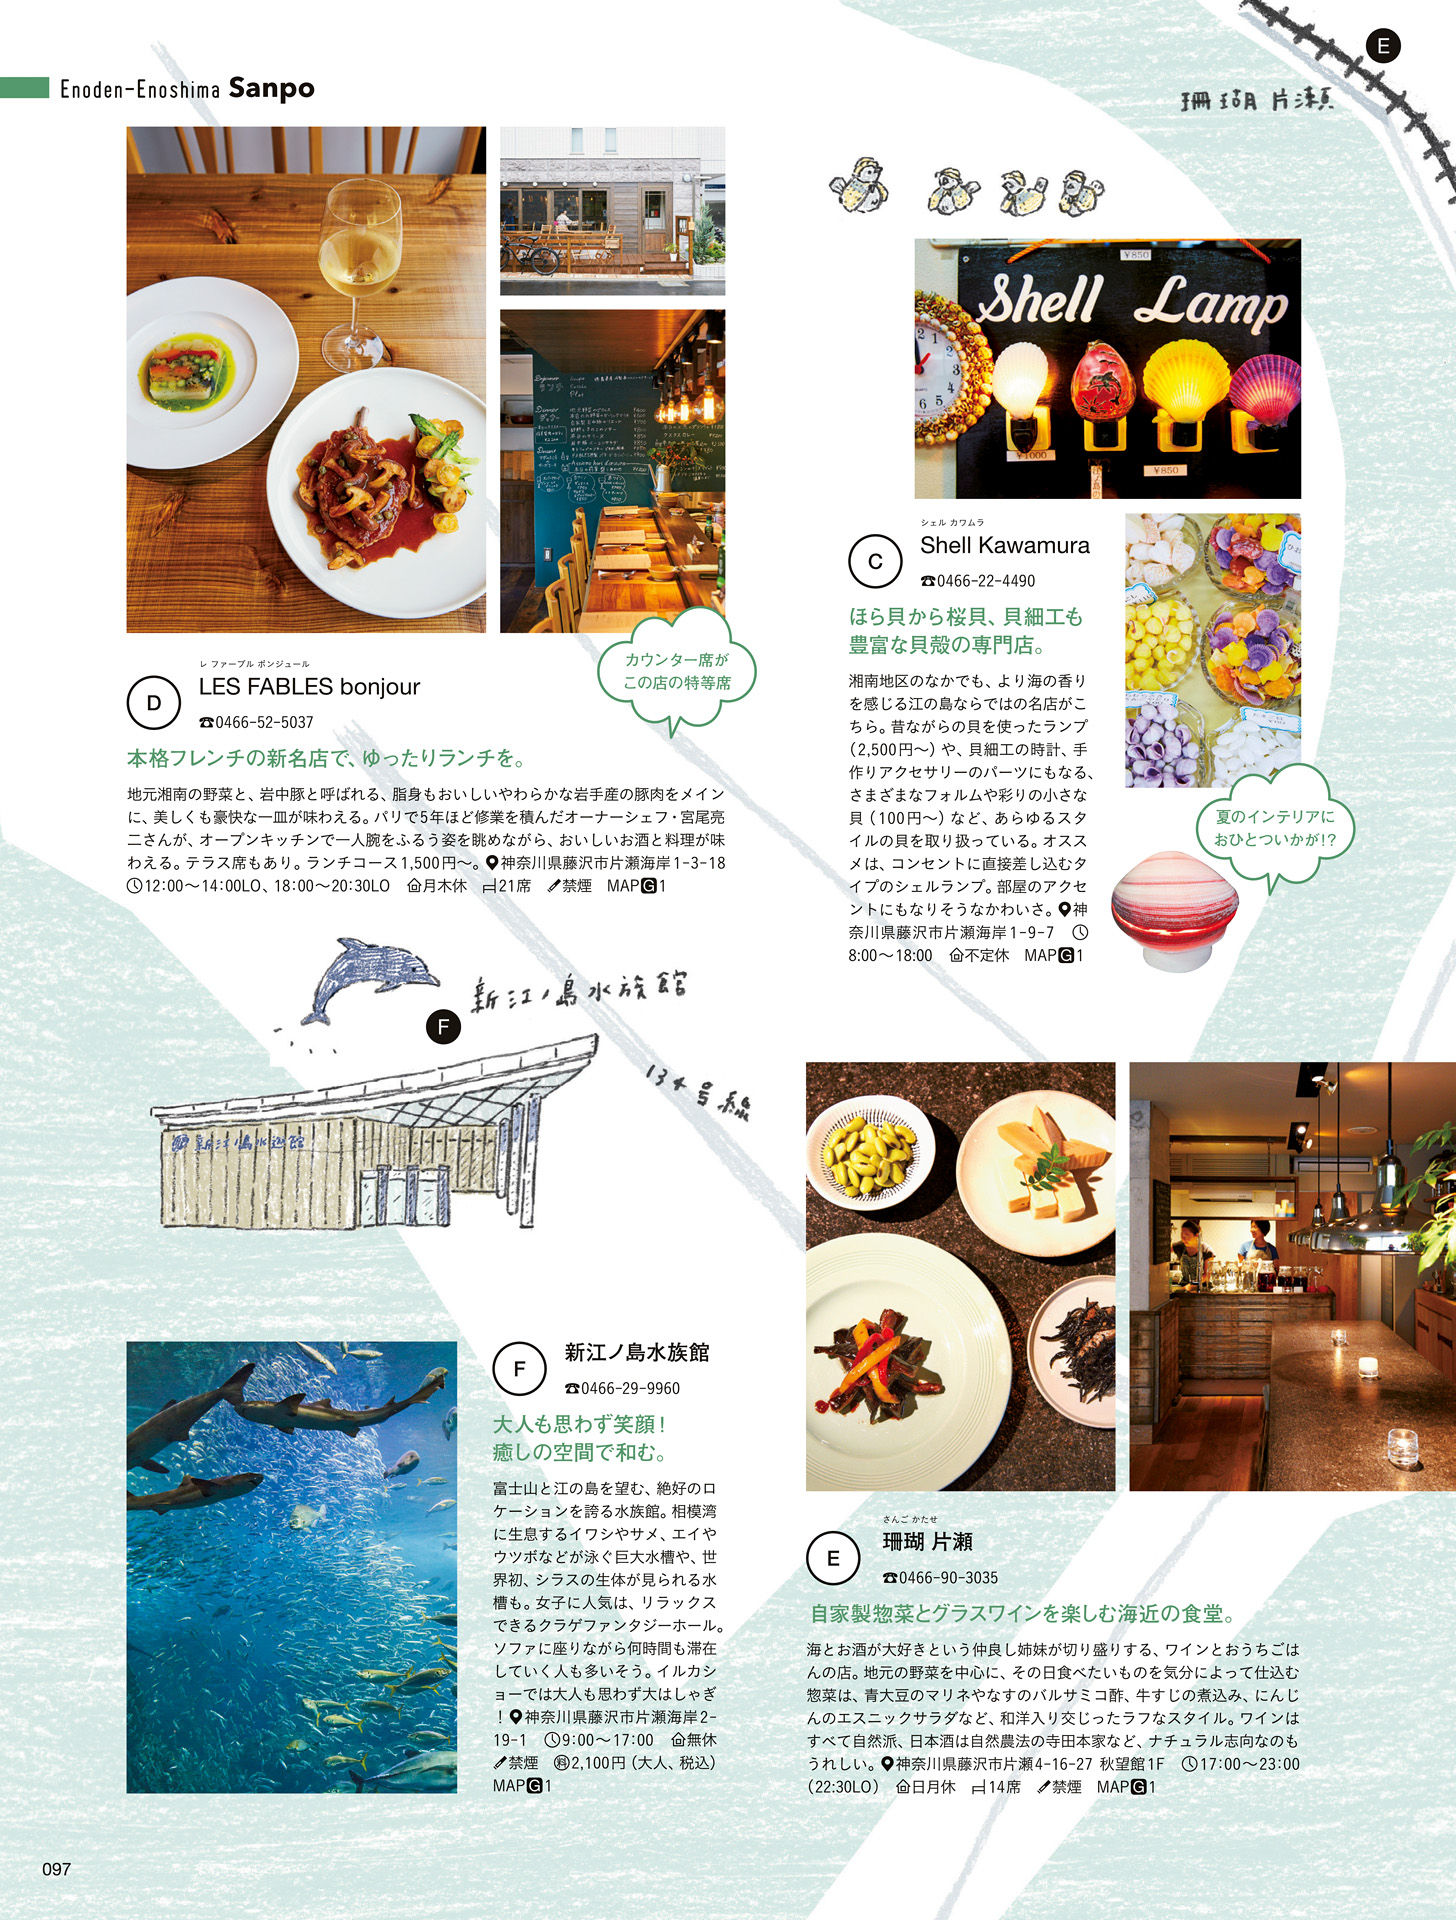 Enoden-Enoshima Sanpo
E
珊瑚 片瀬
¥850
Shell Lamp
¥1000
¥850
カウンター席が
この店の特等席
レ ファーブル ボンジュール
D
LES FABLES bonjour
☎0466-52-5037
本格フレンチの新名店で、ゆったりランチを。
地元湘南の野菜と、岩中豚と呼ばれる、脂身もおいしいやわらかな岩手産の豚肉をメイン
に、美しくも豪快な一皿が味わえる。パリで5年ほど修業を積んだオーナーシェフ・宮尾亮
二さんが、オープンキッチンで一人腕をふるう姿を眺めながら、おいしいお酒と料理が味
わえる。テラス席もあり。ランチコース1,500円〜。神奈川県藤沢市片瀬海岸1-3-18
12:00〜14:00LO、18:00〜20:30LO 月木休 21席 禁煙 MAP G 1
シェル カワムラ
C
Shell Kawamura
☎0466-22-4490
ほら貝から桜貝、貝細工も
豊富な貝殻の専門店。
湘南地区のなかでも、より海の香り
を感じる江の島ならではの名店がこ
ちら。昔ながらの貝を使ったランプ
(2,500円〜)や、貝細工の時計、手
作りアクセサリーのパーツにもなる、
さまざまなフォルムや彩りの小さな
貝(100円〜)など、あらゆるスタ
イルの貝を取り扱っている。オスス
メは、コンセントに直接差し込むタ
イプのシェルランプ。部屋のアクセ
ントにもなりそうなかわいさ。神
奈川県藤沢市片瀬海岸1-9-7
8:00〜18:00 不定休 MAP G 1
夏のインテリアに
おひとついかが!?
新江ノ島水族館
F
134号線
新江ノ島水族館
F
新江ノ島水族館
☎0466-29-9960
大人も思わず笑顔！
癒しの空間で和む。
富士山と江の島を望む、絶好のロ
ケーションを誇る水族館。相模湾
に生息するイワシやサメ、エイや
ウツボなどが泳ぐ巨大水槽や、世
界初、シラスの生体が見られる水
槽も。女子に人気は、リラックス
できるクラゲファンタジーホール。
ソファに座りながら何時間も滞在
していく人も多いそう。イルカシ
ョーでは大人も思わず大はしゃぎ
！神奈川県藤沢市片瀬海岸2-
19-1 9:00〜17:00 無休
禁煙 料2,100円(大人、税込)
MAP G 1
さんご かたせ
E
珊瑚 片瀬
☎0466-90-3035
自家製惣菜とグラスワインを楽しむ海近の食堂。
海とお酒が大好きという仲良し姉妹が切り盛りする、ワインとおうちごは
んの店。地元の野菜を中心に、その日食べたいものを気分によって仕込む
惣菜は、青大豆のマリネやなすのバルサミコ酢、牛すじの煮込み、にんじ
んのエスニックサラダなど、和洋入り交じったラフなスタイル。ワインは
すべて自然派、日本酒は自然農法の寺田本家など、ナチュラル志向なのも
うれしい。神奈川県藤沢市片瀬4-16-27 秋望館1F 17:00〜23:00
(22:30LO) 日月休 14席 禁煙 MAP G 1
097